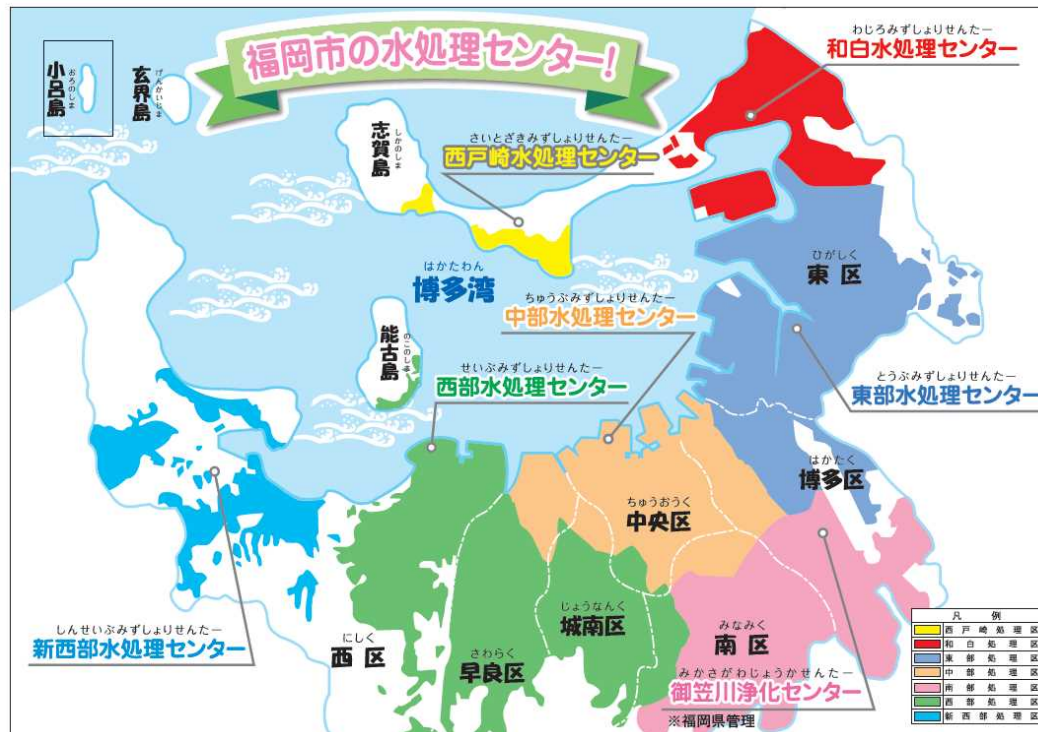 福岡市の水処理センター!
わじろみずしょりせんたー
和白水処理センター
おろのしま
小呂島
げんかいじま
玄界島
しかのしま
志賀島
さいとざきみずしょりせんたー
西戸崎水処理センター
ひがしく
東区
はかたわん
博多湾
ちゅうぶみずしょりせんたー
中部水処理センター
のこのしま
能古島
せいぶみずしょりせんたー
西部水処理センター
とうぶみずしょりせんたー
東部水処理センター
はかたく
博多区
ちゅうおうく
中央区
じょうなんく
城南区
みなみく
南区
しんせいぶみずしょりせんたー
新西部水処理センター
にしく
西区
さわらく
早良区
みかさがわじょうかせんたー
御笠川浄化センター
※福岡県管理
凡例
西戸崎処理区
和白処理区
東部処理区
中部処理区
南部処理区
西部処理区
新西部処理区